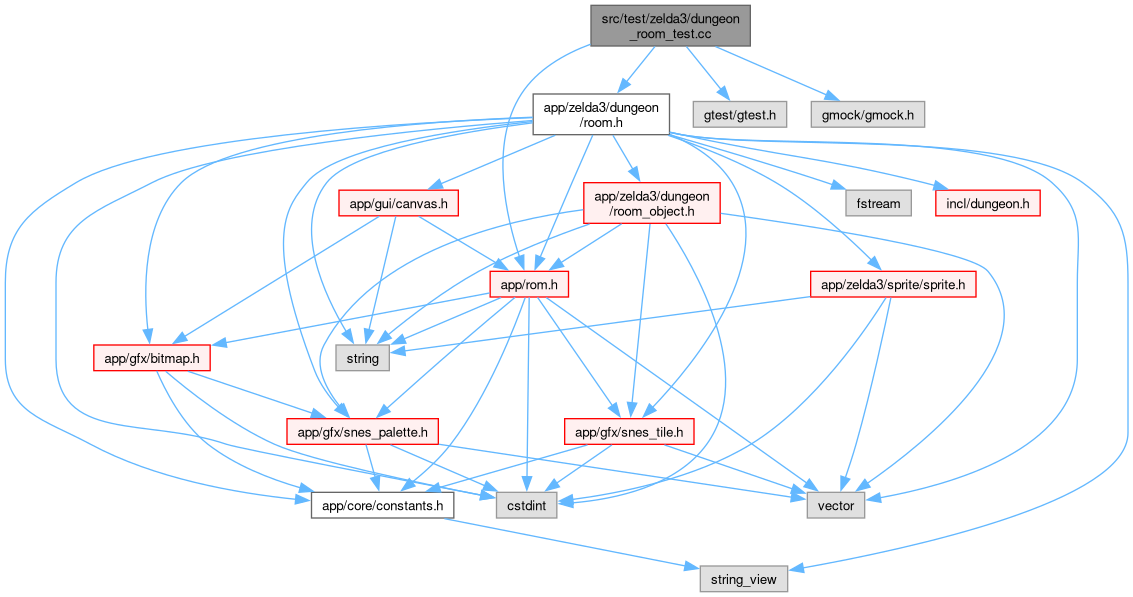 src/test/zelda3/dungeon
_room_test.cc
app/zelda3/dungeon
/room.h
gtest/gtest.h
gmock/gmock.h
app/gui/canvas.h
app/zelda3/dungeon
/room_object.h
fstream
incl/dungeon.h
app/rom.h
app/zelda3/sprite/sprite.h
app/gfx/bitmap.h
string
app/gfx/snes_palette.h
app/gfx/snes_tile.h
app/core/constants.h
cstdint
vector
string_view